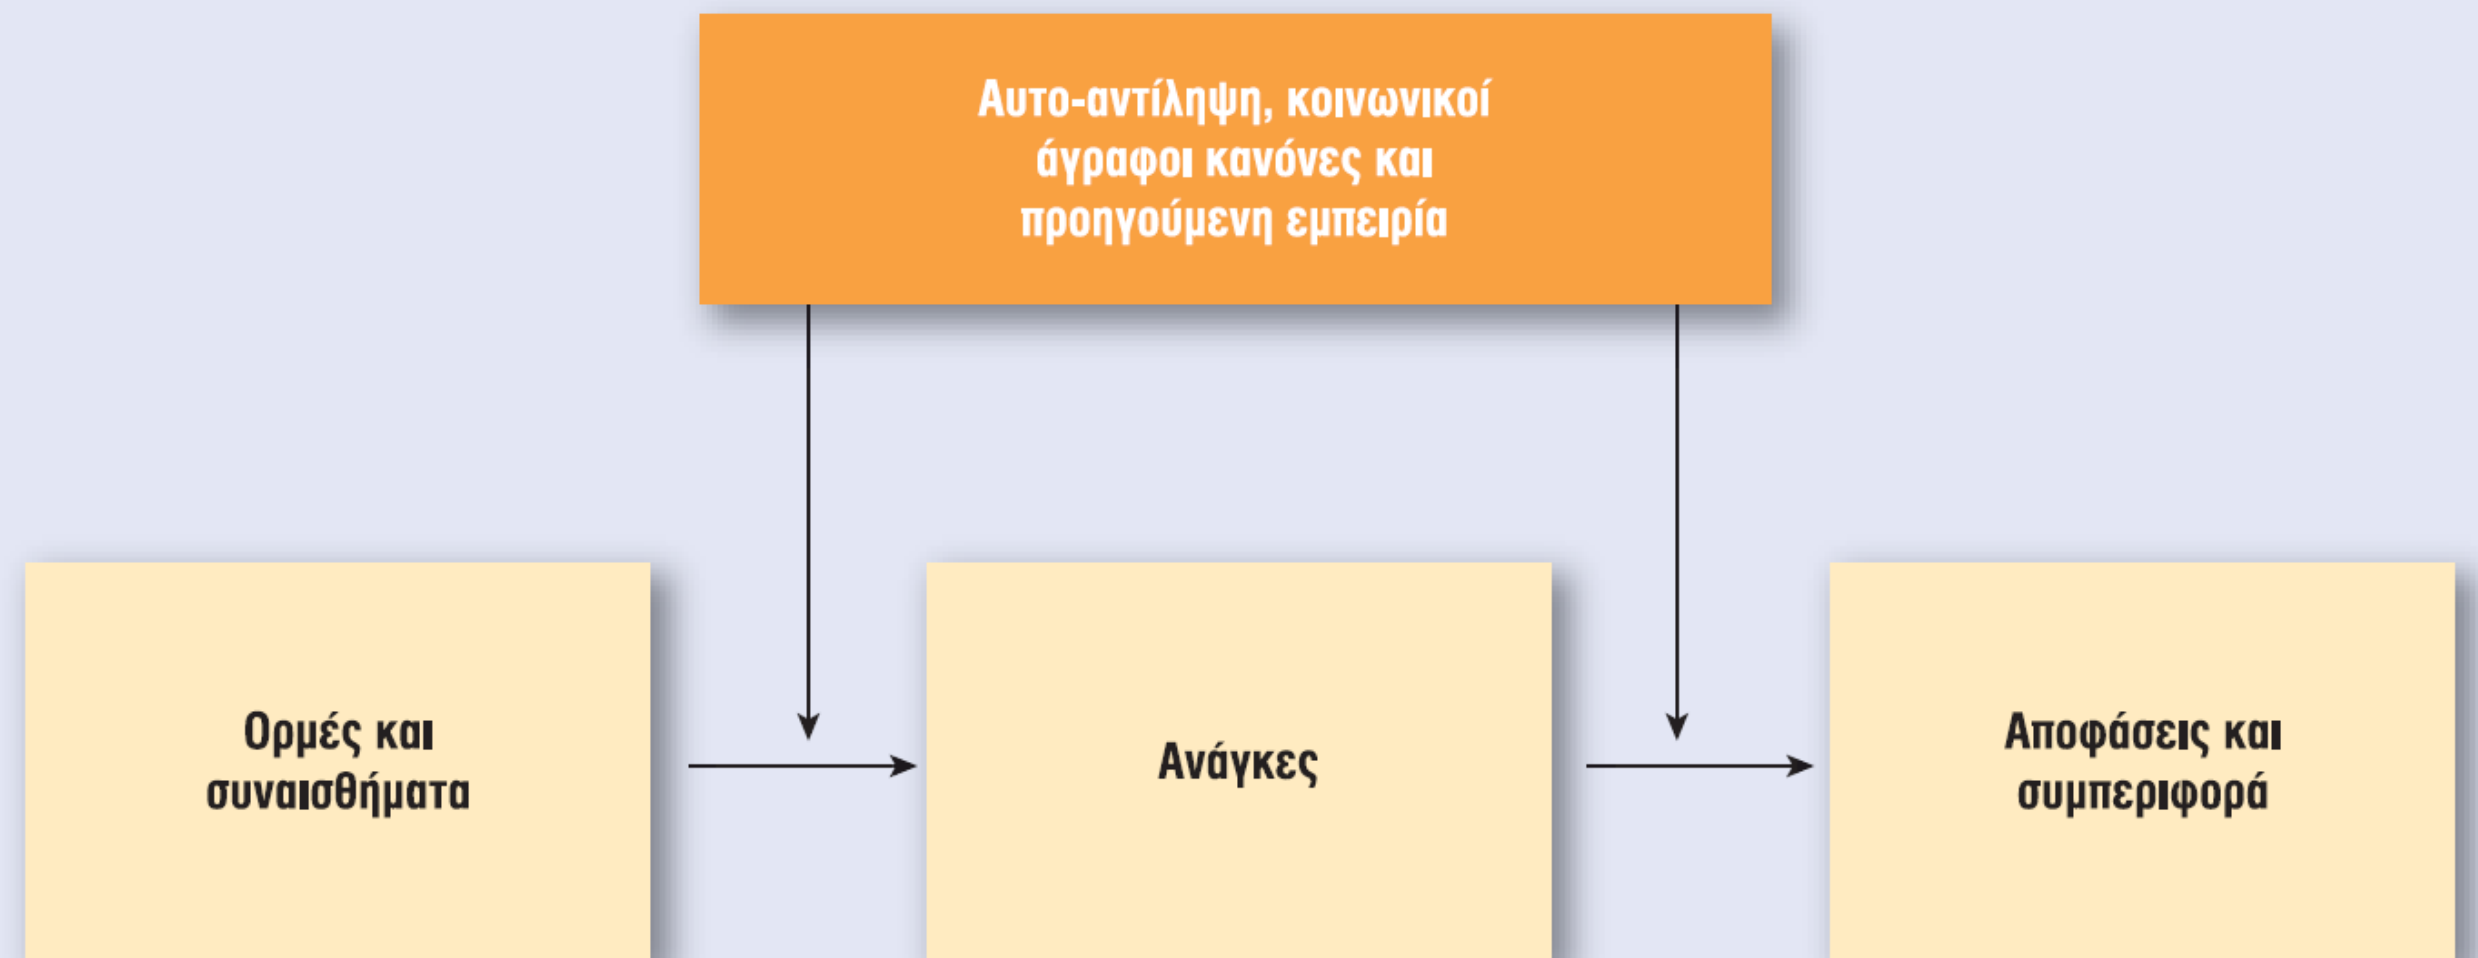 Αυτο-αντίληψη, κοινωνικοί
άγραφοι κανόνες και
προηγούμενη εμπειρία
Ορμές και
συναισθήματα
Ανάγκες
Αποφάσεις και
συμπεριφορά